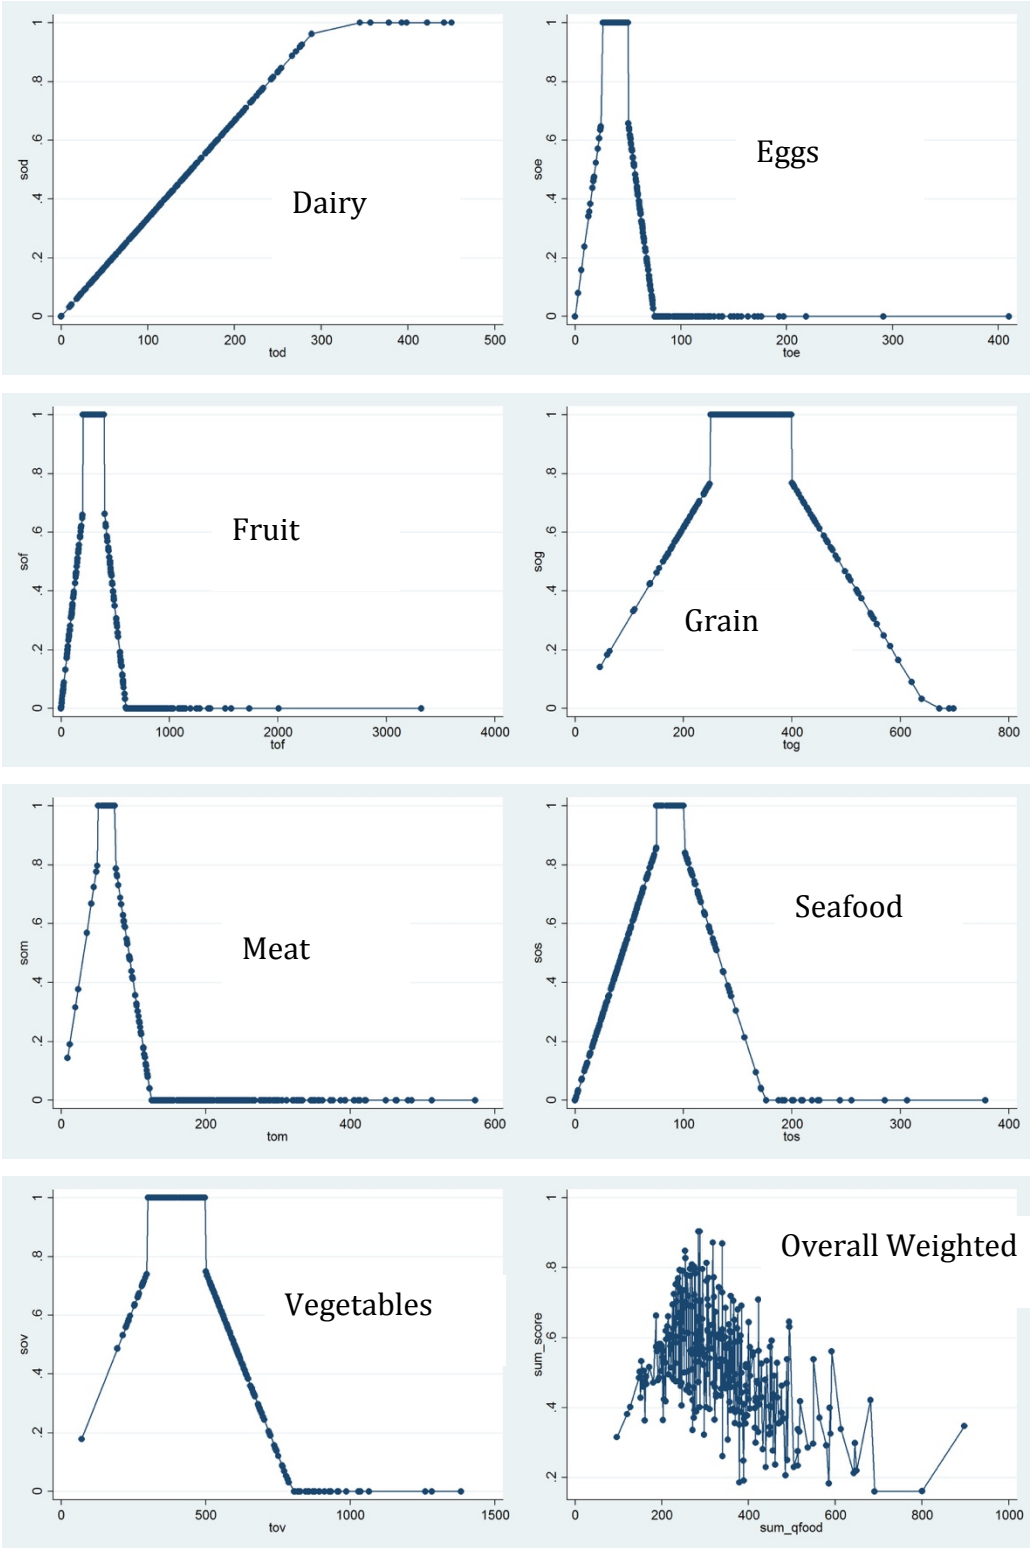 1
.8
.6
.4
.2
0
sod
Dairy
0 100 200 300 400 500
tod
1
.8
.6
.4
.2
0
soe
Eggs
0 100 200 300 400
toe
1
.8
.6
.4
.2
0
sof
Fruit
0 1000 2000 3000 4000
tof
1
.8
.6
.4
.2
0
sog
Grain
0 200 400 600 800
tog
1
.8
.6
.4
.2
0
som
Meat
0 200 400 600
tom
1
.8
.6
.4
.2
0
sos
Seafood
0 100 200 300 400
tos
1
.8
.6
.4
.2
0
sov
Vegetables
0 500 1000 1500
tov
1
.8
.6
.4
.2
sum_score
Overall Weighted
0 200 400 600 800 1000
sum_qfood